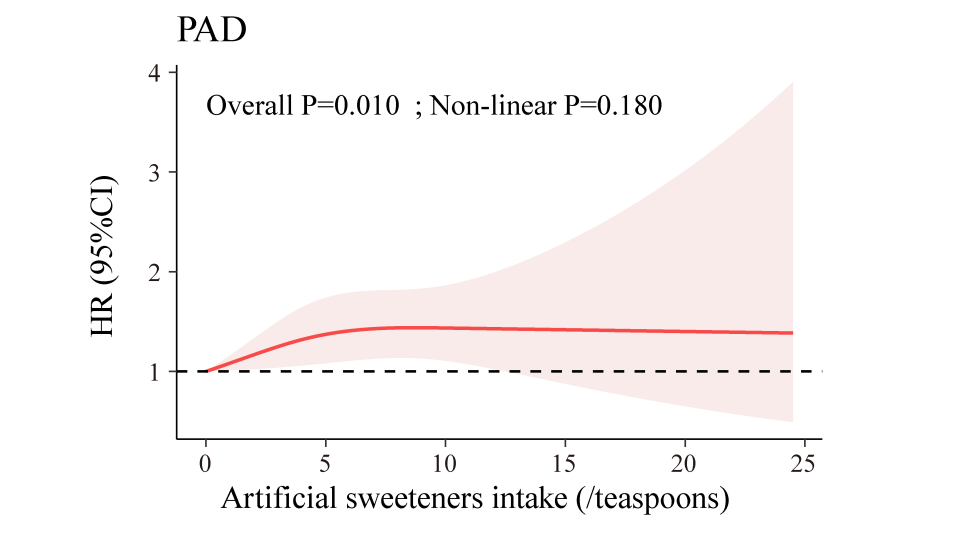 PAD
Overall P=0.010 ; Non-linear P=0.180
HR (95%CI)
4
3
2
1
0 5 10 15 20 25
Artificial sweeteners intake (/teaspoons)